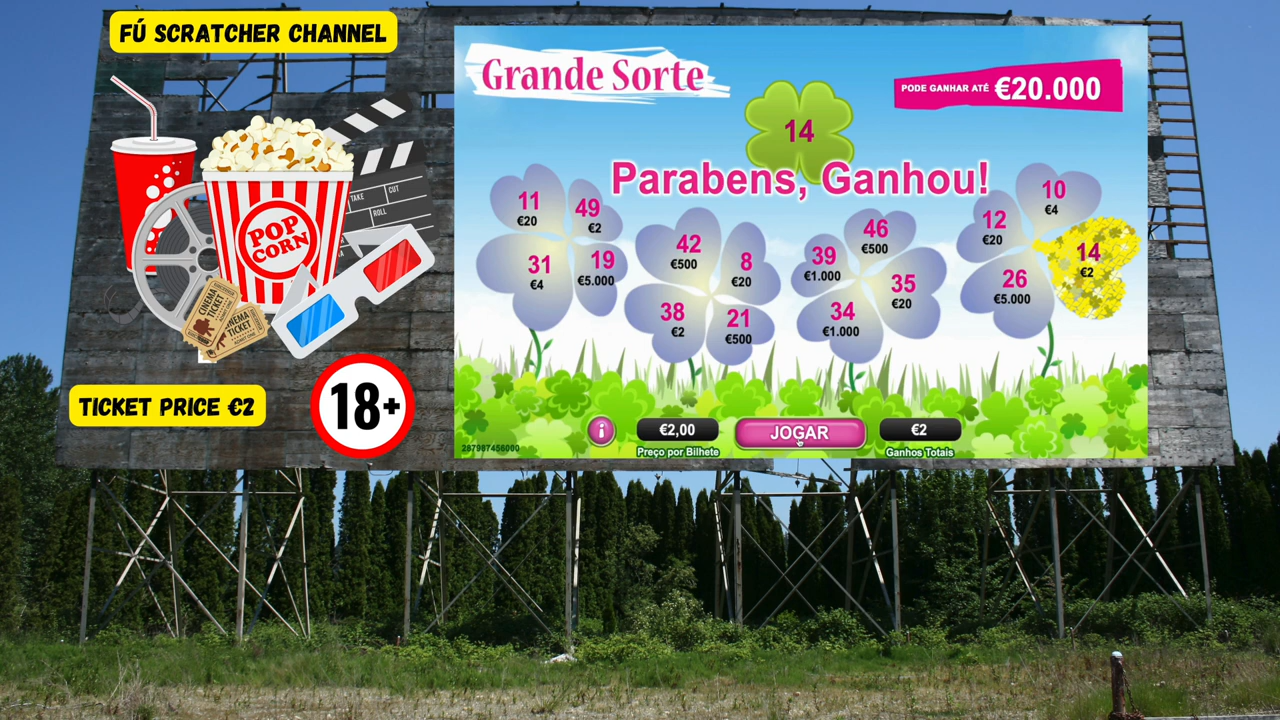 FÚ SCRATCHER CHANNEL
TAKE
CUT
ROLL
POP
CORN
CINEMA
TICKET
CINEMA
TICKET
TICKET PRICE €2
18+
Grande Sorte
PODE GANHAR ATÉ €20.000
14
Parabens, Ganhou!
11
€20
49
€2
31
€4
19
€5.000
42
€500
8
€20
38
€2
21
€500
46
€500
39
€1.000
35
€20
34
€1.000
10
€4
12
€20
14
€2
26
€5.000
€2,00
Preço por Bilhete
JOGAR
€2
Ganhos Totais